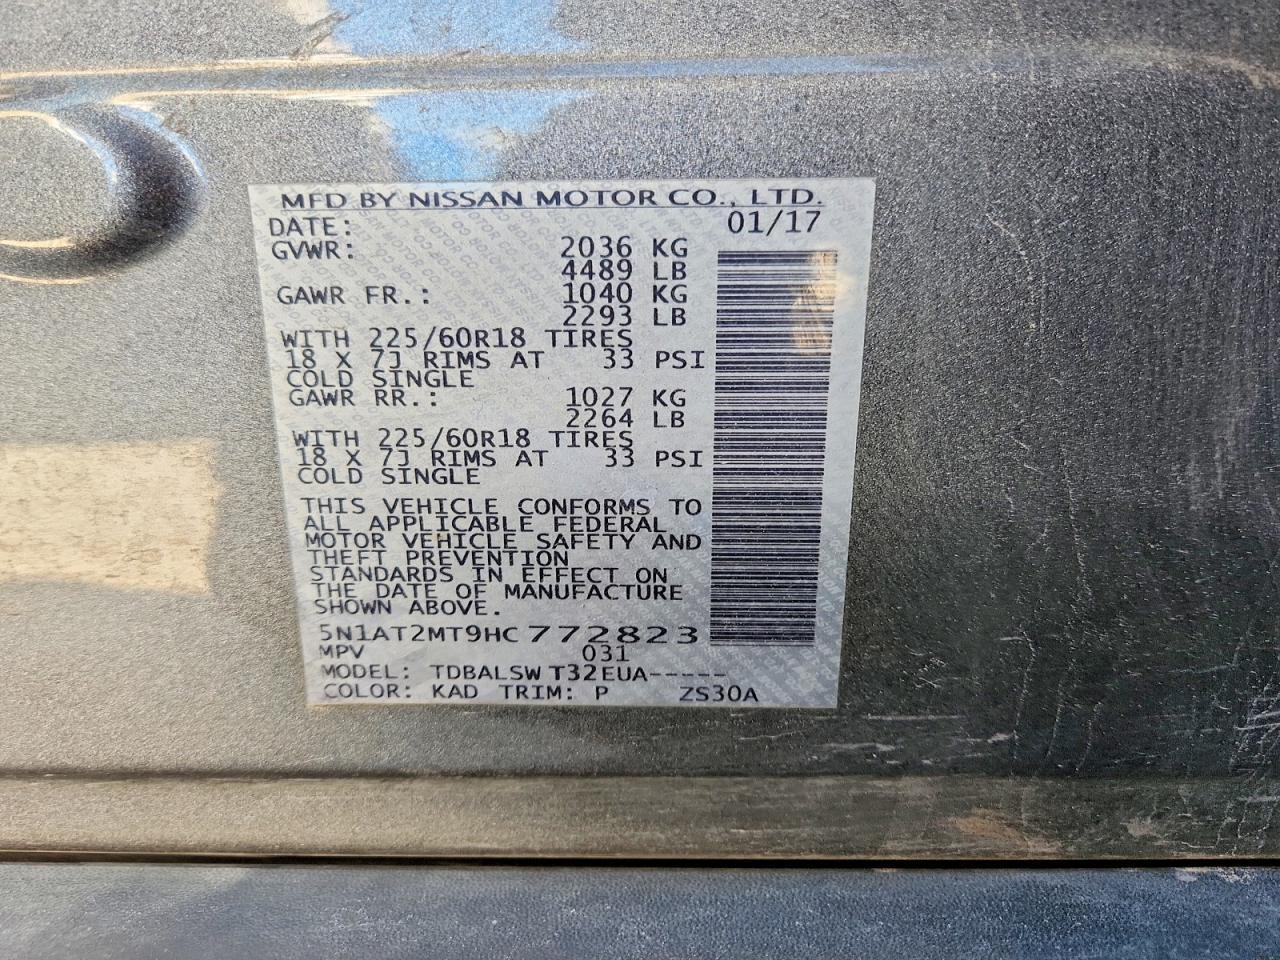 MFD BY NISSAN MOTOR CO., LTD.
DATE: 01/17
GVWR: 2036 KG
4489 LB
GAWR FR.: 1040 KG
2293 LB
WITH 225/60R18 TIRES
18 X 7J RIMS AT 33 PSI
COLD SINGLE
GAWR RR.: 1027 KG
2264 LB
WITH 225/60R18 TIRES
18 X 7J RIMS AT 33 PSI
COLD SINGLE
THIS VEHICLE CONFORMS TO
ALL APPLICABLE FEDERAL
MOTOR VEHICLE SAFETY AND
THEFT PREVENTION
STANDARDS IN EFFECT ON
THE DATE OF MANUFACTURE
SHOWN ABOVE.
5N1AT2MT9HC772823
MPV 031
MODEL: TDBALSW T32EUA-----
COLOR: KAD TRIM: P ZS30A